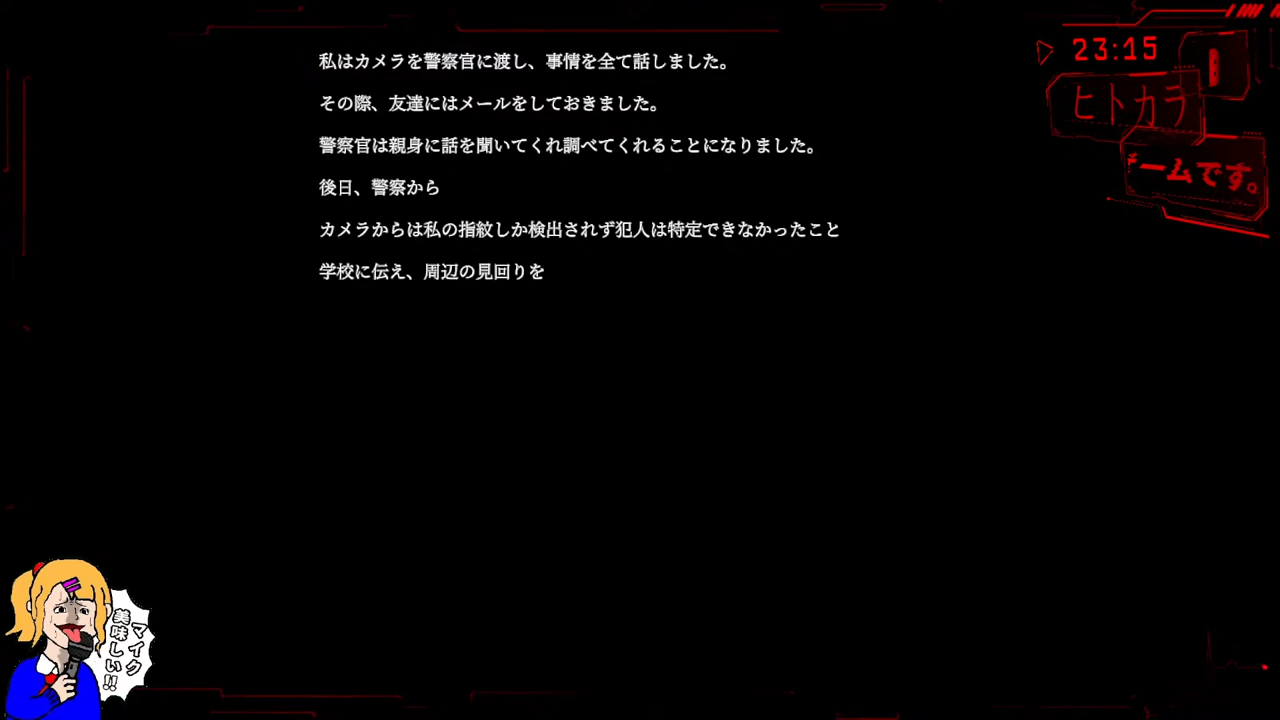 私はカメラを警察官に渡し、事情を全て話しました。
その際、友達にはメールをしておきました。
警察官は親身に話を聞いてくれ調べてくれることになりました。
後日、警察から
カメラからは私の指紋しか検出されず犯人は特定できなかったこと
学校に伝え、周辺の見回りを
23:15
ヒトカラ
ームです。
マイク
美味しい!!